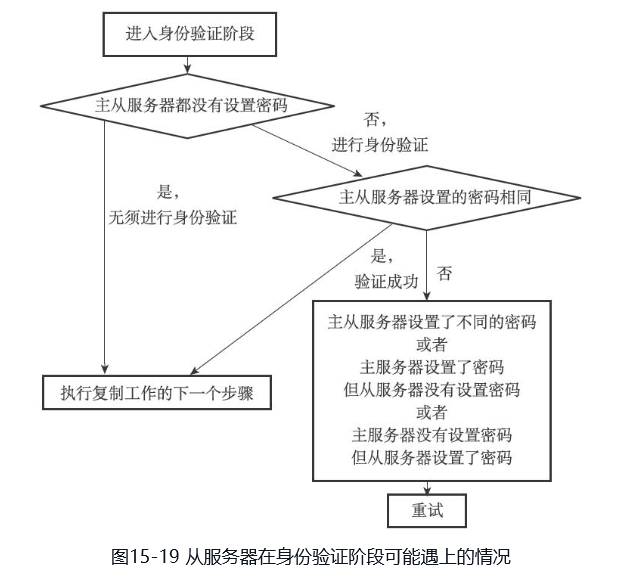 进入身份验证阶段
主从服务器都没有设置密码
否，
进行身份验证
是，
无须进行身份验证
主从服务器设置的密码相同
是，
验证成功
否
主从服务器设置了不同的密码
或者
主服务器设置了密码
但从服务器没有设置密码
或者
主服务器没有设置密码
但从服务器设置了密码
执行复制工作的下一个步骤
重试
图15-19 从服务器在身份验证阶段可能遇上的情况